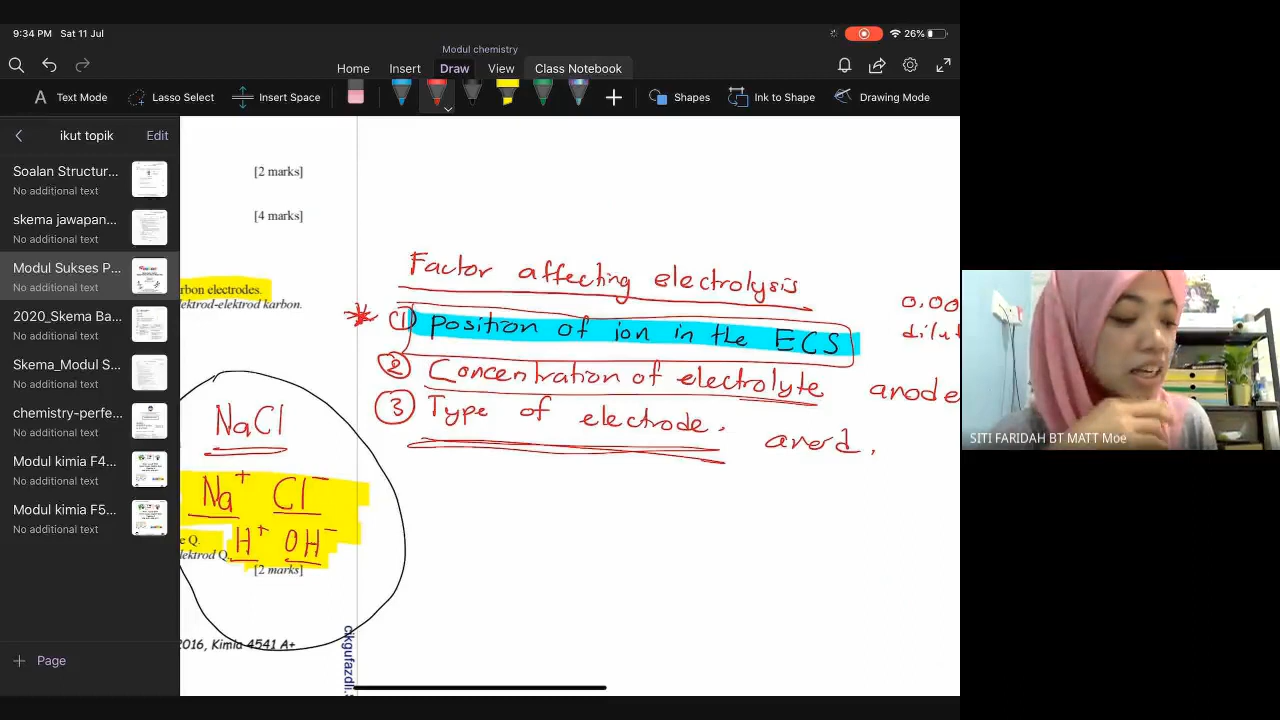 9:34 PM Sat 11 Jul
26%
Modul chemistry
Home Insert Draw View Class Notebook
Text Mode Lasso Select Insert Space Shapes Ink to Shape Drawing Mode
ikut topik Edit
Soalan Structur...
No additional text
skema jawapan...
No additional text
Modul Sukses P...
No additional text
2020_Skema Ba...
No additional text
Skema_Modul S...
No additional text
chemistry-perfe...
No additional text
Modul kimia F4...
No additional text
Modul kimia F5...
No additional text
Page
[2 marks]
[4 marks]
rbon electrodes.
lektrod-elektrod karbon.
Factor affecting electrolysis
* 1 position of ion in the ECS
2 Concentration of electrolyte anode
3 Type of electrode. anod.
0.00
dilut
NaCl
Na+ Cl-
H+ OH-
e Q.
lektrod Q.
[2 marks]
2016, Kimia 4541 A+
cikgufazdli.
SITI FARIDAH BT MATT Moe